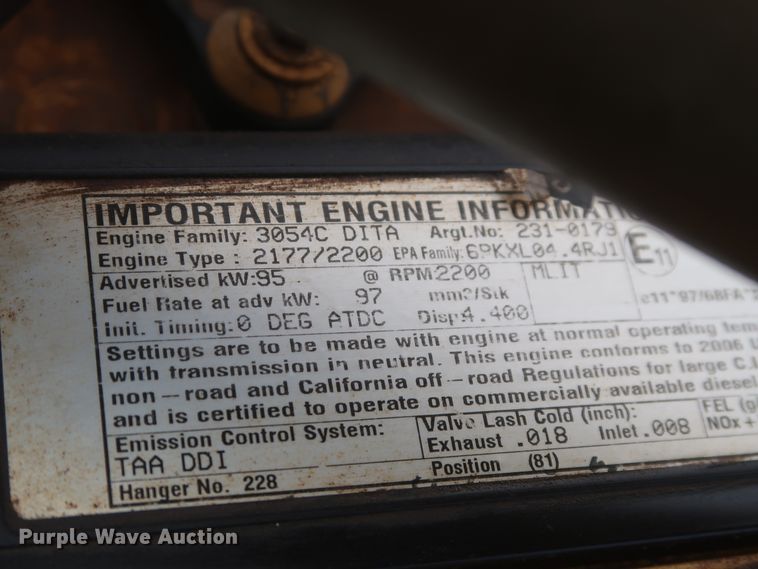 IMPORTANT ENGINE
Engine Family: 3054C DITA Argt.No: 231-0179
Engine Type : 2177/2200 EPA Family: 6PKXL04.4RJ1 E11
Advertised kW: 95 @ RPM 2200 MLIT
Fuel Rate at adv kW: 97 mm3/Stk
Init. Timing: 0 DEG ATDC Disp: 4.400
Settings are to be made with engine at normal operating
with transmission in neutral. This engine conforms to 2006
non-road and California off-road Regulations for large
and is certified to operate on commercially available diesel
Emission Control System: Valve Lash Cold (inch): FEL
TAA DDI Exhaust .018 Inlet .008 NOx +
Hanger No. 228 Position (81)
Purple Wave Auction